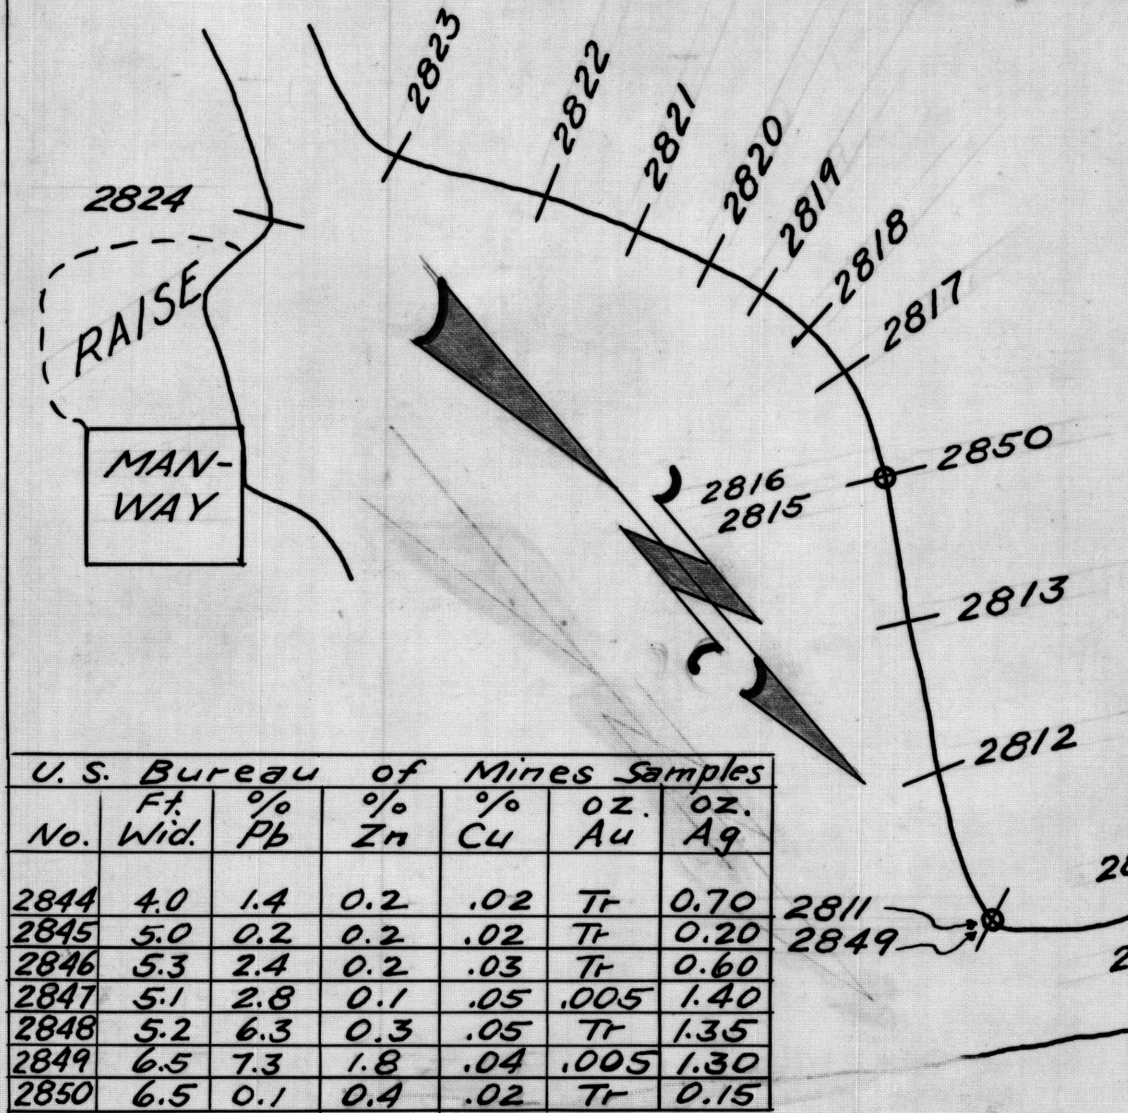 2823
2822
2821
2820
2819
2818
2817
2824
RAISE
MAN-
WAY
2816
2815
2850
2813
2812
U. S. Bureau of Mines Samples
No. Ft. Wid. % Pb % Zn % Cu oz. Au oz. Ag
2844 4.0 1.4 0.2 .02 Tr 0.70
2845 5.0 0.2 0.2 .02 Tr 0.20
2846 5.3 2.4 0.2 .03 Tr 0.60
2847 5.1 2.8 0.1 .05 .005 1.40
2848 5.2 6.3 0.3 .05 Tr 1.35
2849 6.5 7.3 1.8 .04 .005 1.30
2850 6.5 0.1 0.4 .02 Tr 0.15
2811
2849